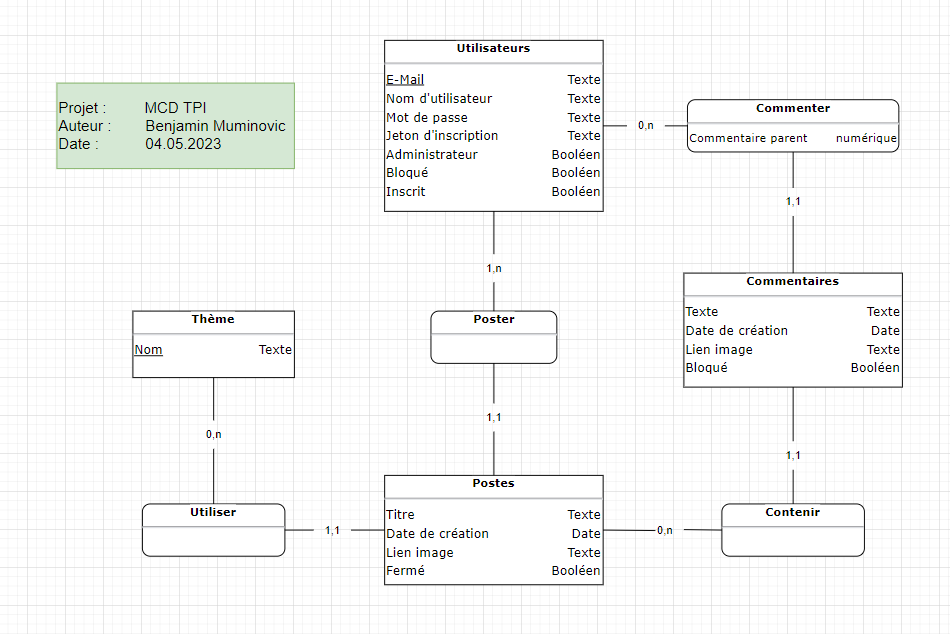 Projet : MCD TPI
Auteur : Benjamin Muminovic
Date : 04.05.2023
Utilisateurs
E-Mail Texte
Nom d'utilisateur Texte
Mot de passe Texte
Jeton d'inscription Texte
Administrateur Booléen
Bloqué Booléen
Inscrit Booléen
0,n
Commenter
Commentaire parent numérique
1,1
Commentaires
Texte Texte
Date de création Date
Lien image Texte
Bloqué Booléen
1,n
Poster
1,1
Thème
Nom Texte
0,n
Utiliser
1,1
Postes
Titre Texte
Date de création Date
Lien image Texte
Fermé Booléen
0,n
1,1
Contenir